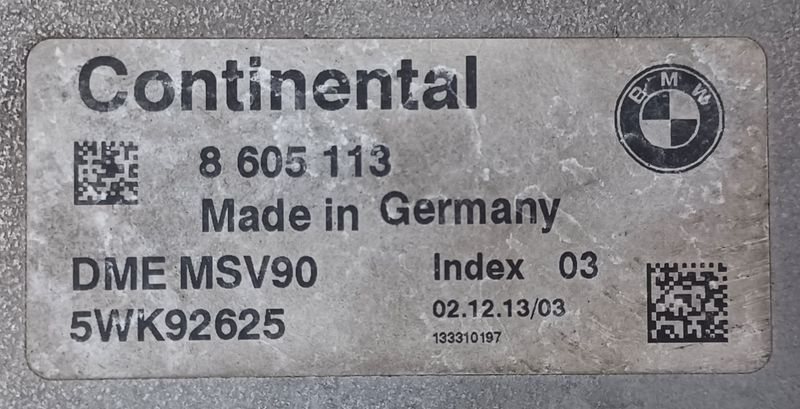 Continental
BMW
8 605 113
Made in Germany
DME MSV90
Index 03
5WK92625
02.12.13/03
133310197